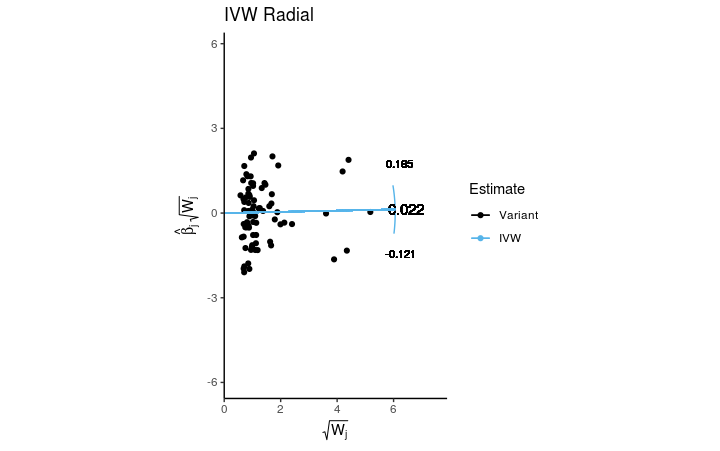 IVW Radial
6
3
0
-3
-6
β̂ⱼ√Wⱼ
0.165
0.022
-0.121
0 2 4 6
√Wⱼ
Estimate
Variant
IVW